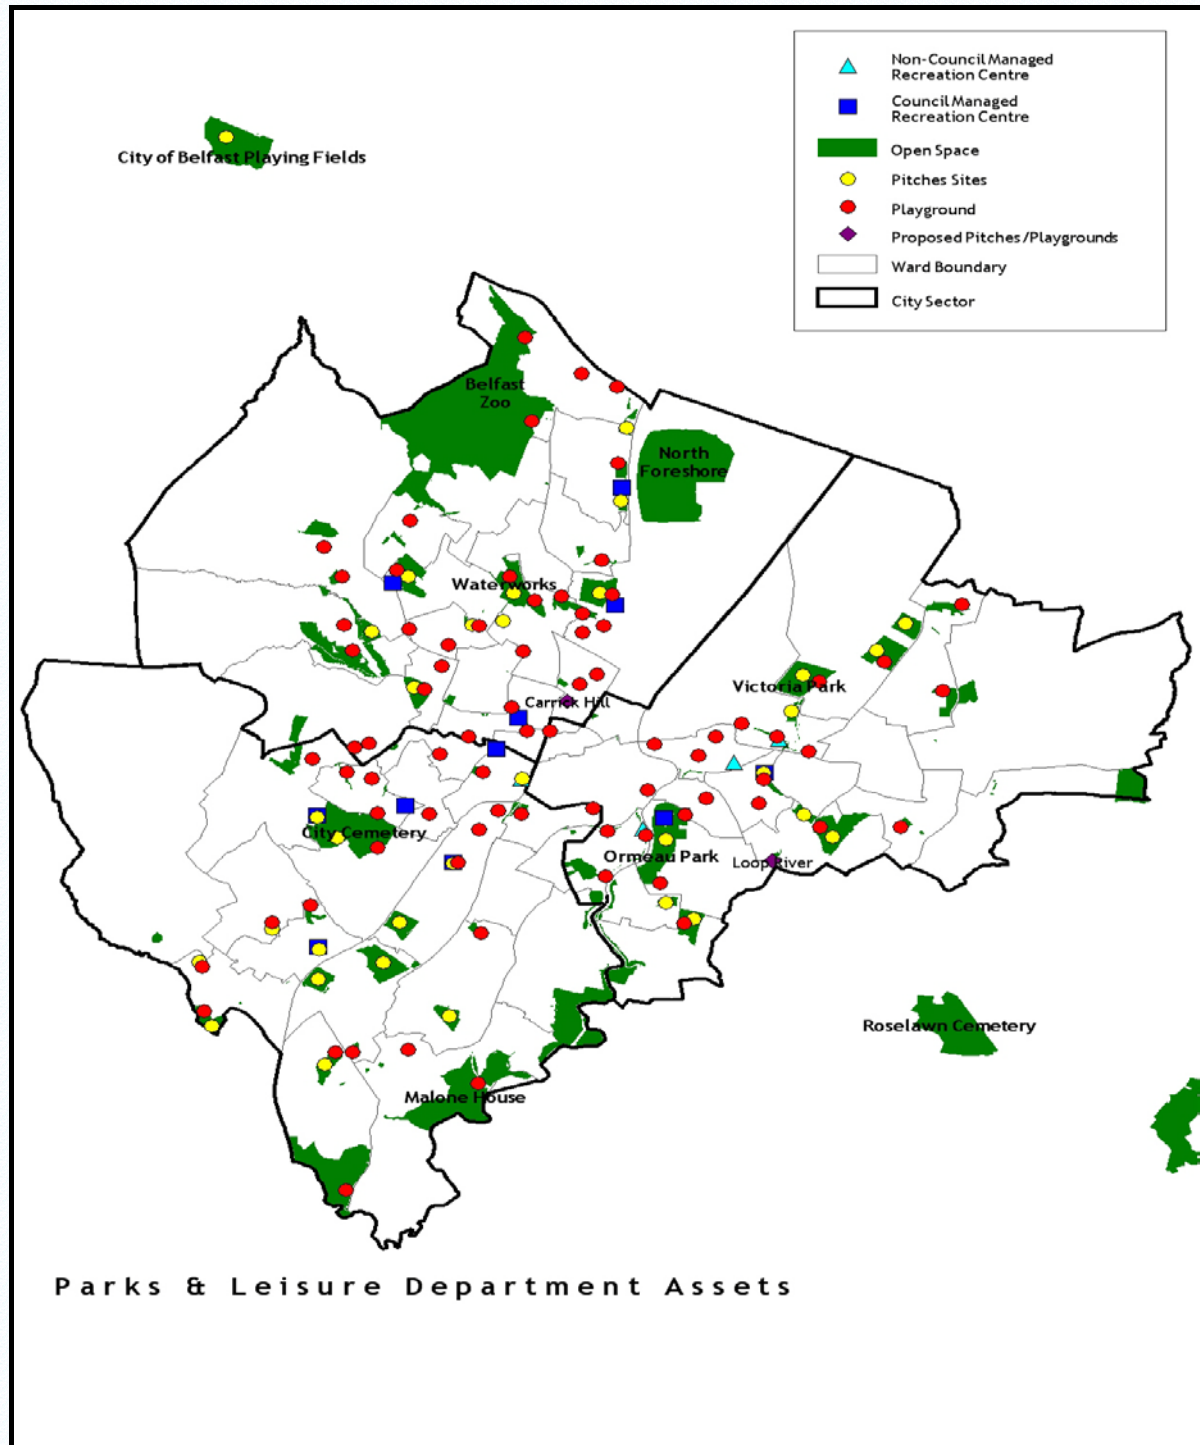 Non-Council Managed
Recreation Centre
Council Managed
Recreation Centre
Open Space
Pitches Sites
Playground
Proposed Pitches/Playgrounds
Ward Boundary
City Sector
City of Belfast Playing Fields
Belfast
Zoo
North
Foreshore
Waterworks
Carrick Hill
Victoria Park
City Cemetery
Ormeau Park
Loop River
Roselawn Cemetery
Malone House
Parks & Leisure Department Assets